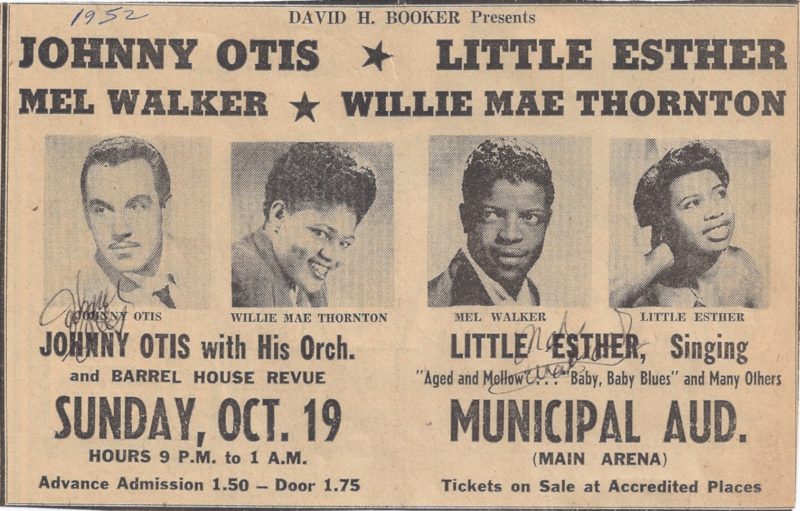 1952
DAVID H. BOOKER Presents
JOHNNY OTIS ★ LITTLE ESTHER
MEL WALKER ★ WILLIE MAE THORNTON
JOHNNY OTIS
WILLIE MAE THORNTON
MEL WALKER
LITTLE ESTHER
JOHNNY OTIS with His Orch.
and BARREL HOUSE REVUE
SUNDAY, OCT. 19
HOURS 9 P.M. to 1 A.M.
Advance Admission 1.50 — Door 1.75
LITTLE ESTHER, Singing
"Aged and Mellow" . . . "Baby, Baby Blues" and Many Others
MUNICIPAL AUD.
(MAIN ARENA)
Tickets on Sale at Accredited Places